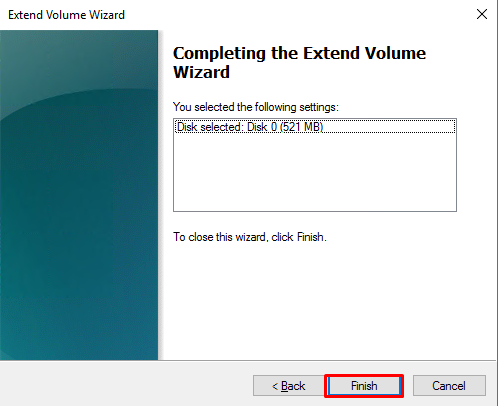 Extend Volume Wizard
Completing the Extend Volume
Wizard
You selected the following settings:
Disk selected: Disk 0 (521 MB)
To close this wizard, click Finish.
< Back
Finish
Cancel